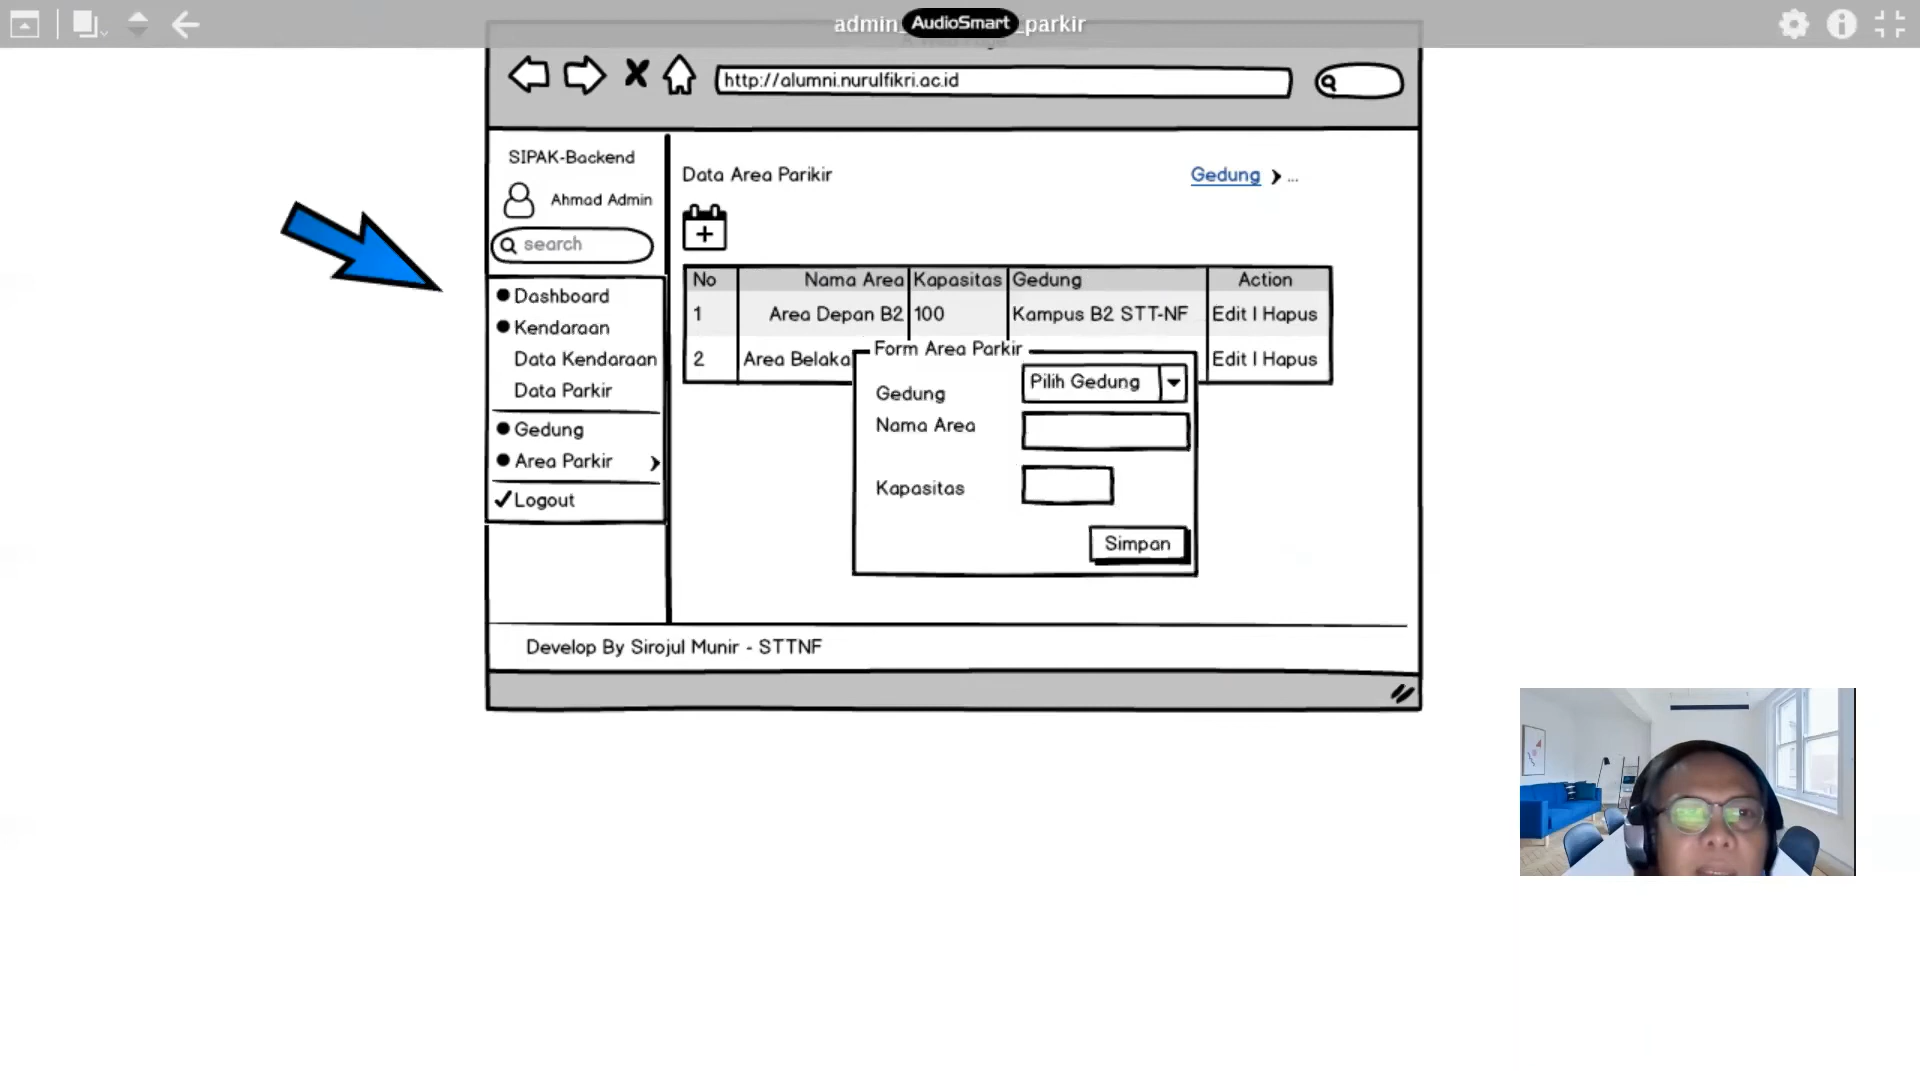 admin_ AudioSmart _parkir
http://alumni.nurulfikri.ac.id
SIPAK-Backend
Ahmad Admin
search
Dashboard
Kendaraan
Data Kendaraan
Data Parkir
Gedung
Area Parkir
Logout
Data Area Parikir
Gedung > ...
No Nama Area Kapasitas Gedung Action
1 Area Depan B2 100 Kampus B2 STT-NF Edit | Hapus
2 Area Belaka Edit | Hapus
Form Area Parkir
Gedung Pilih Gedung
Nama Area
Kapasitas
Simpan
Develop By Sirojul Munir - STTNF